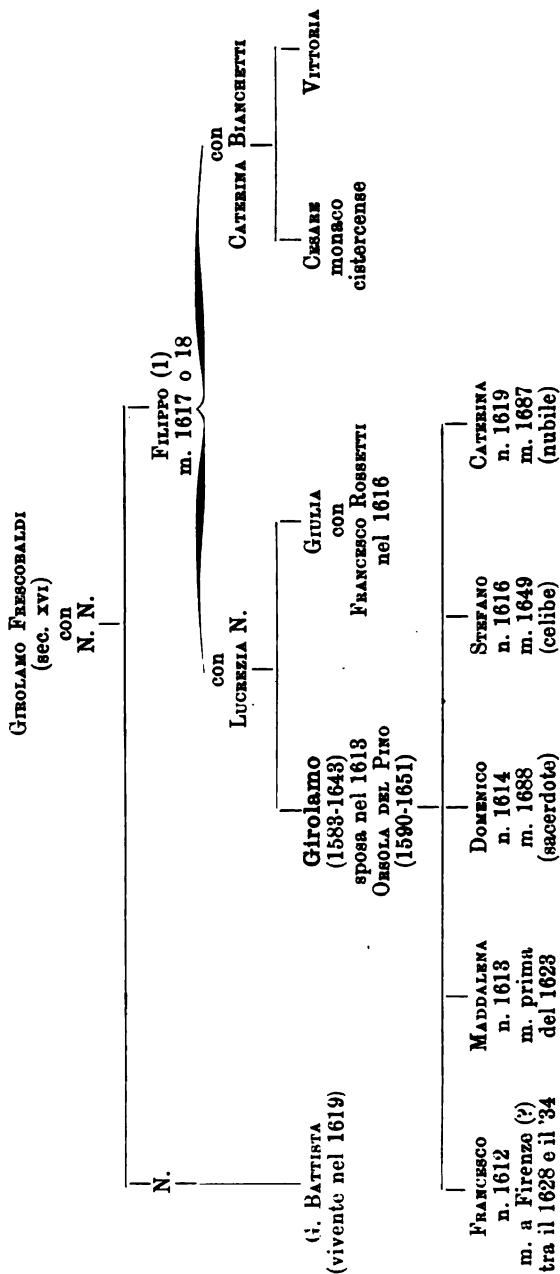 GIROLAMO FRESCOBALDI
(sec. XVI)
con
N. N.
N.
FILIPPO (1)
m. 1617 o 18
con
LUCREZIA N.
con
CATERINA BIANCHETTI
G. BATTISTA
(vivente nel 1619)
Girolamo
(1583-1643)
sposa nel 1613
ORSOLA DEL PINO
(1590-1651)
GIULIA
con
FRANCESCO ROSSETTI
nel 1616
CESARE
monaco
cistercense
VITTORIA
FRANCESCO
n. 1612
m. a Firenze (?)
tra il 1628 e il '34
MADDALENA
n. 1613
m. prima
del 1623
DOMENICO
n. 1614
m. 1688
(sacerdote)
STEFANO
n. 1616
m. 1649
(celibe)
CATERINA
n. 1619
m. 1687
(nubile)